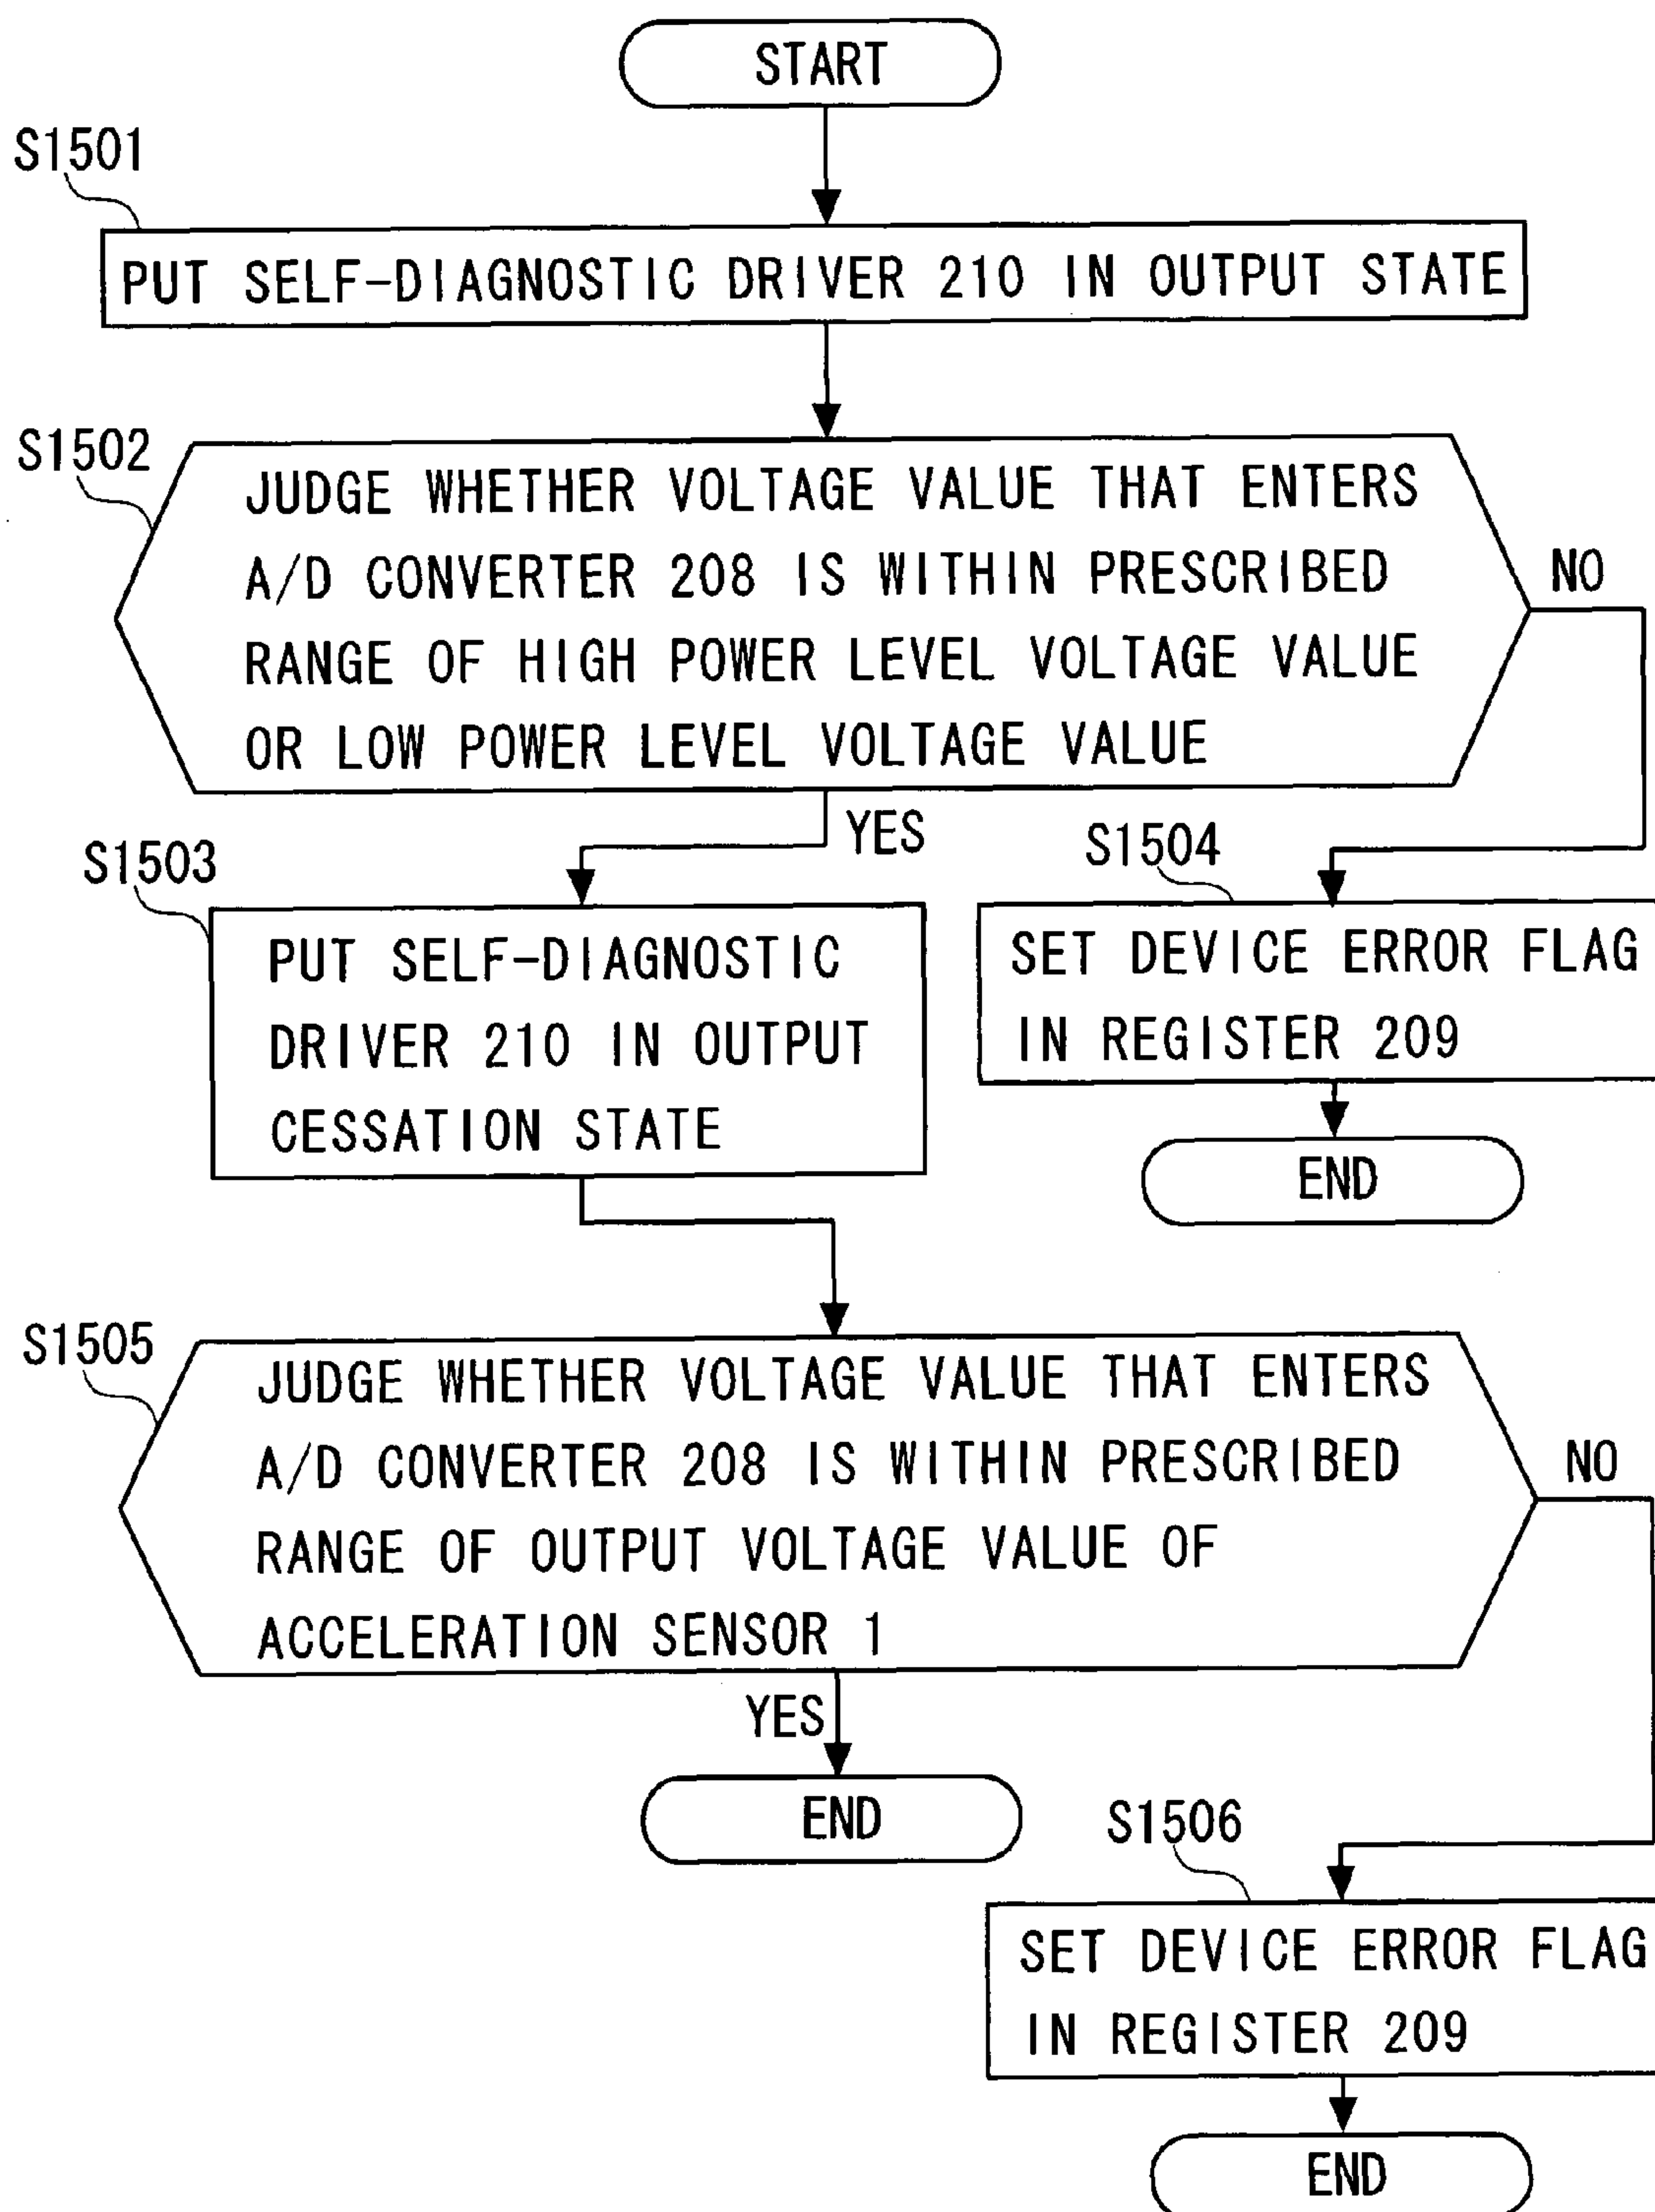 START
S1501
PUT SELF-DIAGNOSTIC DRIVER 210 IN OUTPUT STATE
S1502
JUDGE WHETHER VOLTAGE VALUE THAT ENTERS
A/D CONVERTER 208 IS WITHIN PRESCRIBED
RANGE OF HIGH POWER LEVEL VOLTAGE VALUE
OR LOW POWER LEVEL VOLTAGE VALUE
NO
YES
S1503
PUT SELF-DIAGNOSTIC
DRIVER 210 IN OUTPUT
CESSATION STATE
S1504
SET DEVICE ERROR FLAG
IN REGISTER 209
END
S1505
JUDGE WHETHER VOLTAGE VALUE THAT ENTERS
A/D CONVERTER 208 IS WITHIN PRESCRIBED
RANGE OF OUTPUT VOLTAGE VALUE OF
ACCELERATION SENSOR 1
NO
YES
END
S1506
SET DEVICE ERROR FLAG
IN REGISTER 209
END